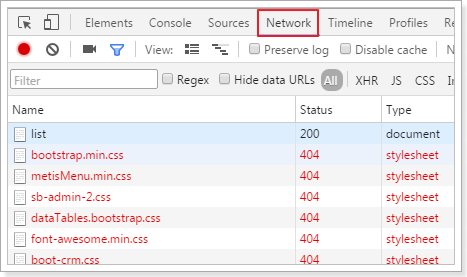 Elements Console Sources Network Timeline Profiles
View: Preserve log Disable cache
Filter Regex Hide data URLs All XHR JS CSS
Name Status Type
list 200 document
bootstrap.min.css 404 stylesheet
metisMenu.min.css 404 stylesheet
sb-admin-2.css 404 stylesheet
dataTables.bootstrap.css 404 stylesheet
font-awesome.min.css 404 stylesheet
boot-crm.css 404 stylesheet